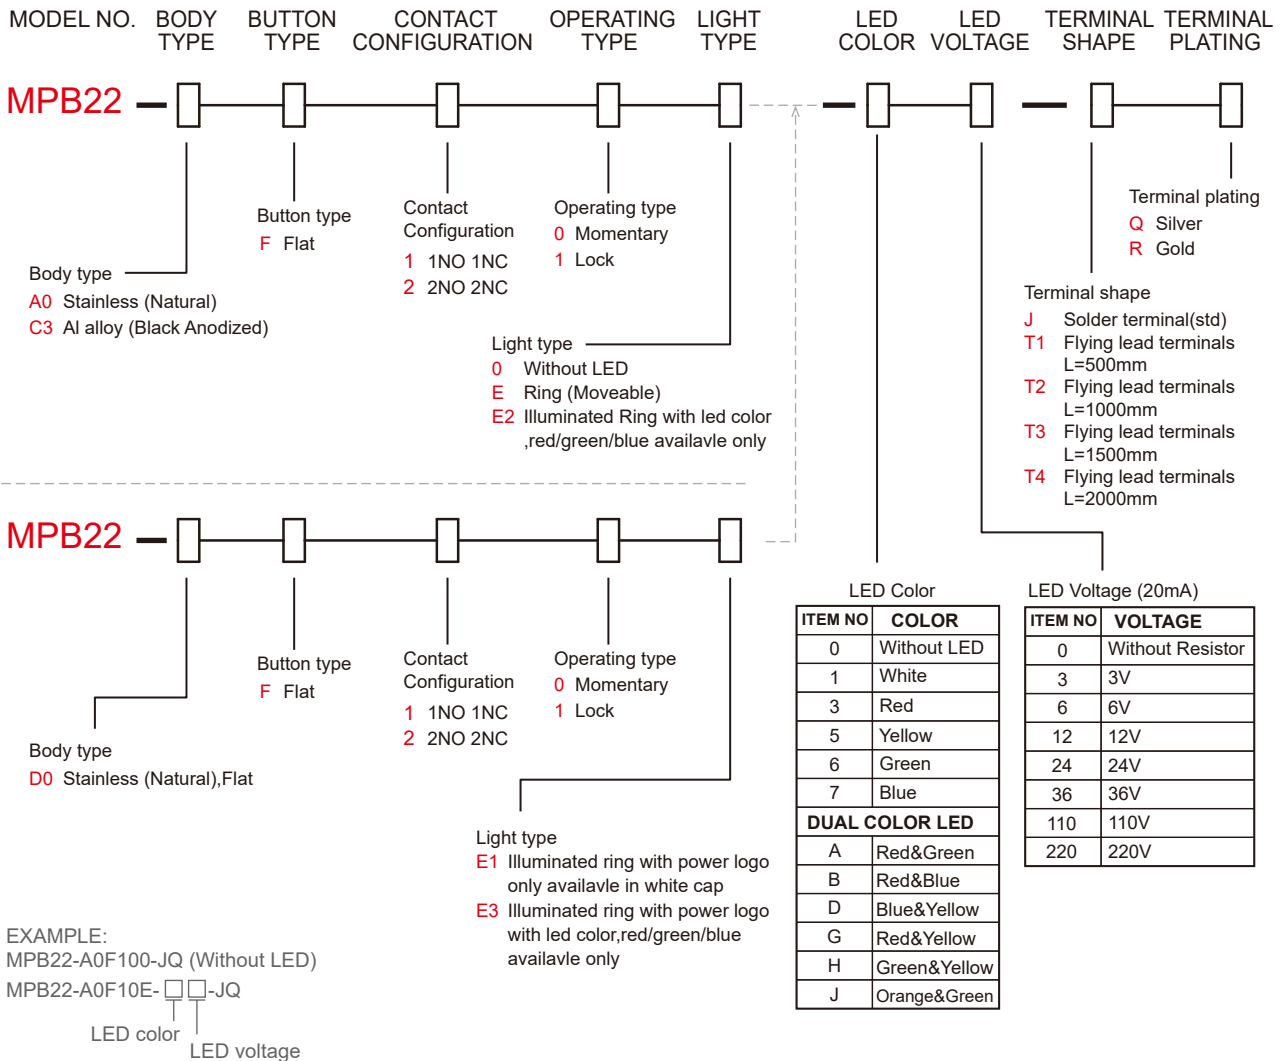 MODEL NO.
BODY TYPE
BUTTON TYPE
CONTACT CONFIGURATION
OPERATING TYPE
LIGHT TYPE
LED COLOR
LED VOLTAGE
TERMINAL SHAPE
TERMINAL PLATING
MPB22
Body type
A0 Stainless (Natural)
C3 Al alloy (Black Anodized)
Button type
F Flat
Contact
Configuration
1 1NO 1NC
2 2NO 2NC
Operating type
0 Momentary
1 Lock
Light type
0 Without LED
E Ring (Moveable)
E2 Illuminated Ring with led color
,red/green/blue availavle only
Terminal plating
Q Silver
R Gold
Terminal shape
J Solder terminal(std)
T1 Flying lead terminals
L=500mm
T2 Flying lead terminals
L=1000mm
T3 Flying lead terminals
L=1500mm
T4 Flying lead terminals
L=2000mm
MPB22
Body type
D0 Stainless (Natural),Flat
Button type
F Flat
Contact
Configuration
1 1NO 1NC
2 2NO 2NC
Operating type
0 Momentary
1 Lock
Light type
E1 Illuminated ring with power logo
only availavle in white cap
E3 Illuminated ring with power logo
with led color,red/green/blue
availavle only
LED Color
ITEM NO COLOR
0 Without LED
1 White
3 Red
5 Yellow
6 Green
7 Blue
DUAL COLOR LED
A Red&Green
B Red&Blue
D Blue&Yellow
G Red&Yellow
H Green&Yellow
J Orange&Green
LED Voltage (20mA)
ITEM NO VOLTAGE
0 Without Resistor
3 3V
6 6V
12 12V
24 24V
36 36V
110 110V
220 220V
EXAMPLE:
MPB22-A0F100-JQ (Without LED)
MPB22-A0F10E- □ □-JQ
LED color
LED voltage